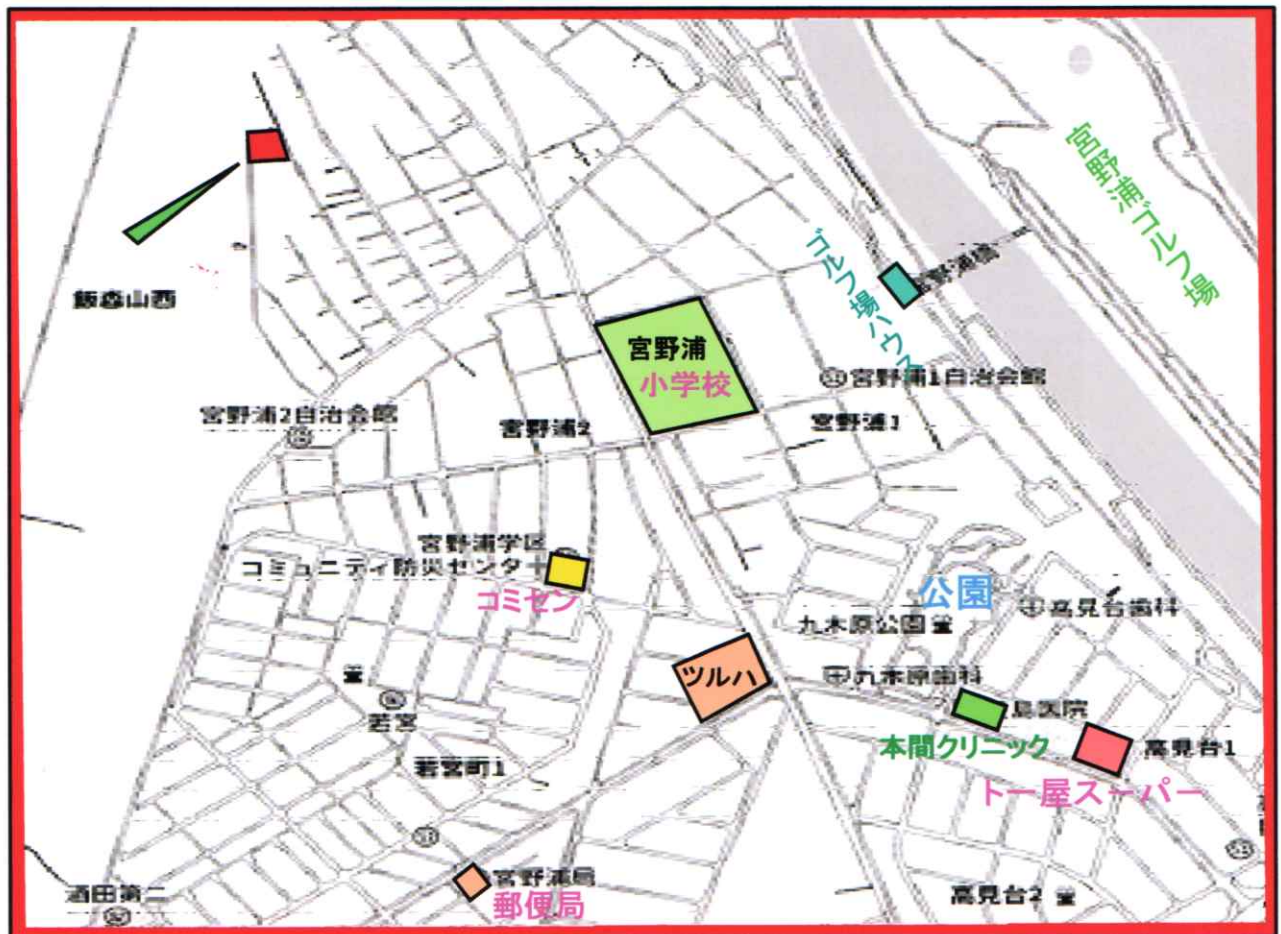 宮野浦ゴルフ場
ゴルフ場ハウス
宮野浦橋
飯森山西
宮野浦
小学校
宮野浦1自治会館
宮野浦2自治会館
宮野浦2
宮野浦1
宮野浦学区
コミュニティ防災センター
コミセン
公園
高見台歯科
九木原公園
ツルハ
九木原歯科
島医院
若宮
本間クリニック
高見台1
若宮町1
トー屋スーパー
宮野浦局
郵便局
酒田第二
高見台2